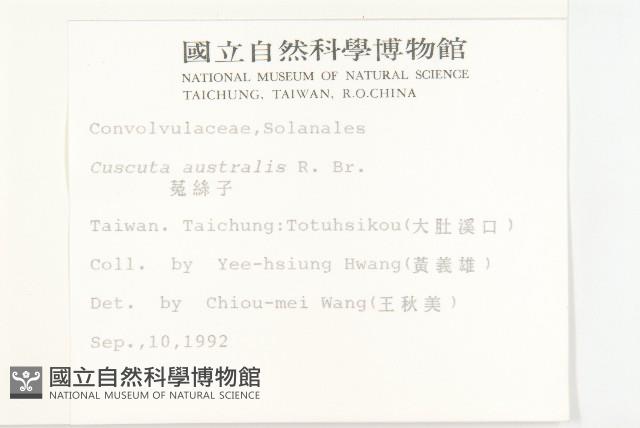 國立自然科學博物館
NATIONAL MUSEUM OF NATURAL SCIENCE
TAICHUNG, TAIWAN, R.O.CHINA
Convolvulaceae,Solanales
Cuscuta australis R. Br.
菟絲子
Taiwan. Taichung:Totuhsikou(大肚溪口)
Coll. by Yee-hsiung Hwang(黃義雄)
Det. by Chiou-mei Wang(王秋美)
Sep.,10,1992
國立自然科學博物館
NATIONAL MUSEUM OF NATURAL SCIENCE